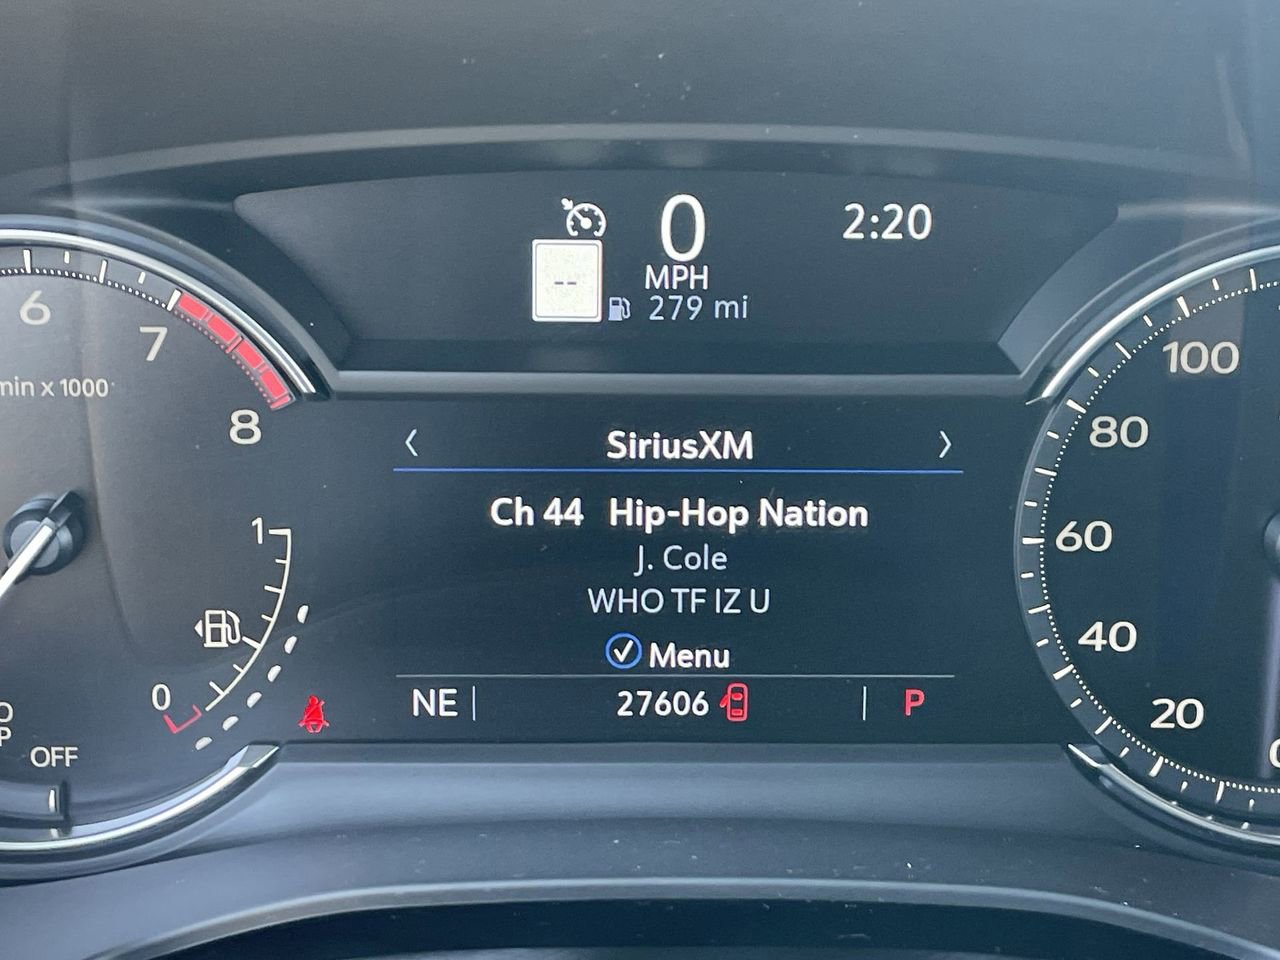 0
2:20
--
MPH
279 mi
6
7
8
min x 1000
100
80
60
40
20
0
SiriusXM
Ch 44 Hip-Hop Nation
J. Cole
WHO TF IZ U
Menu
NE
27606
P
1
0
OFF